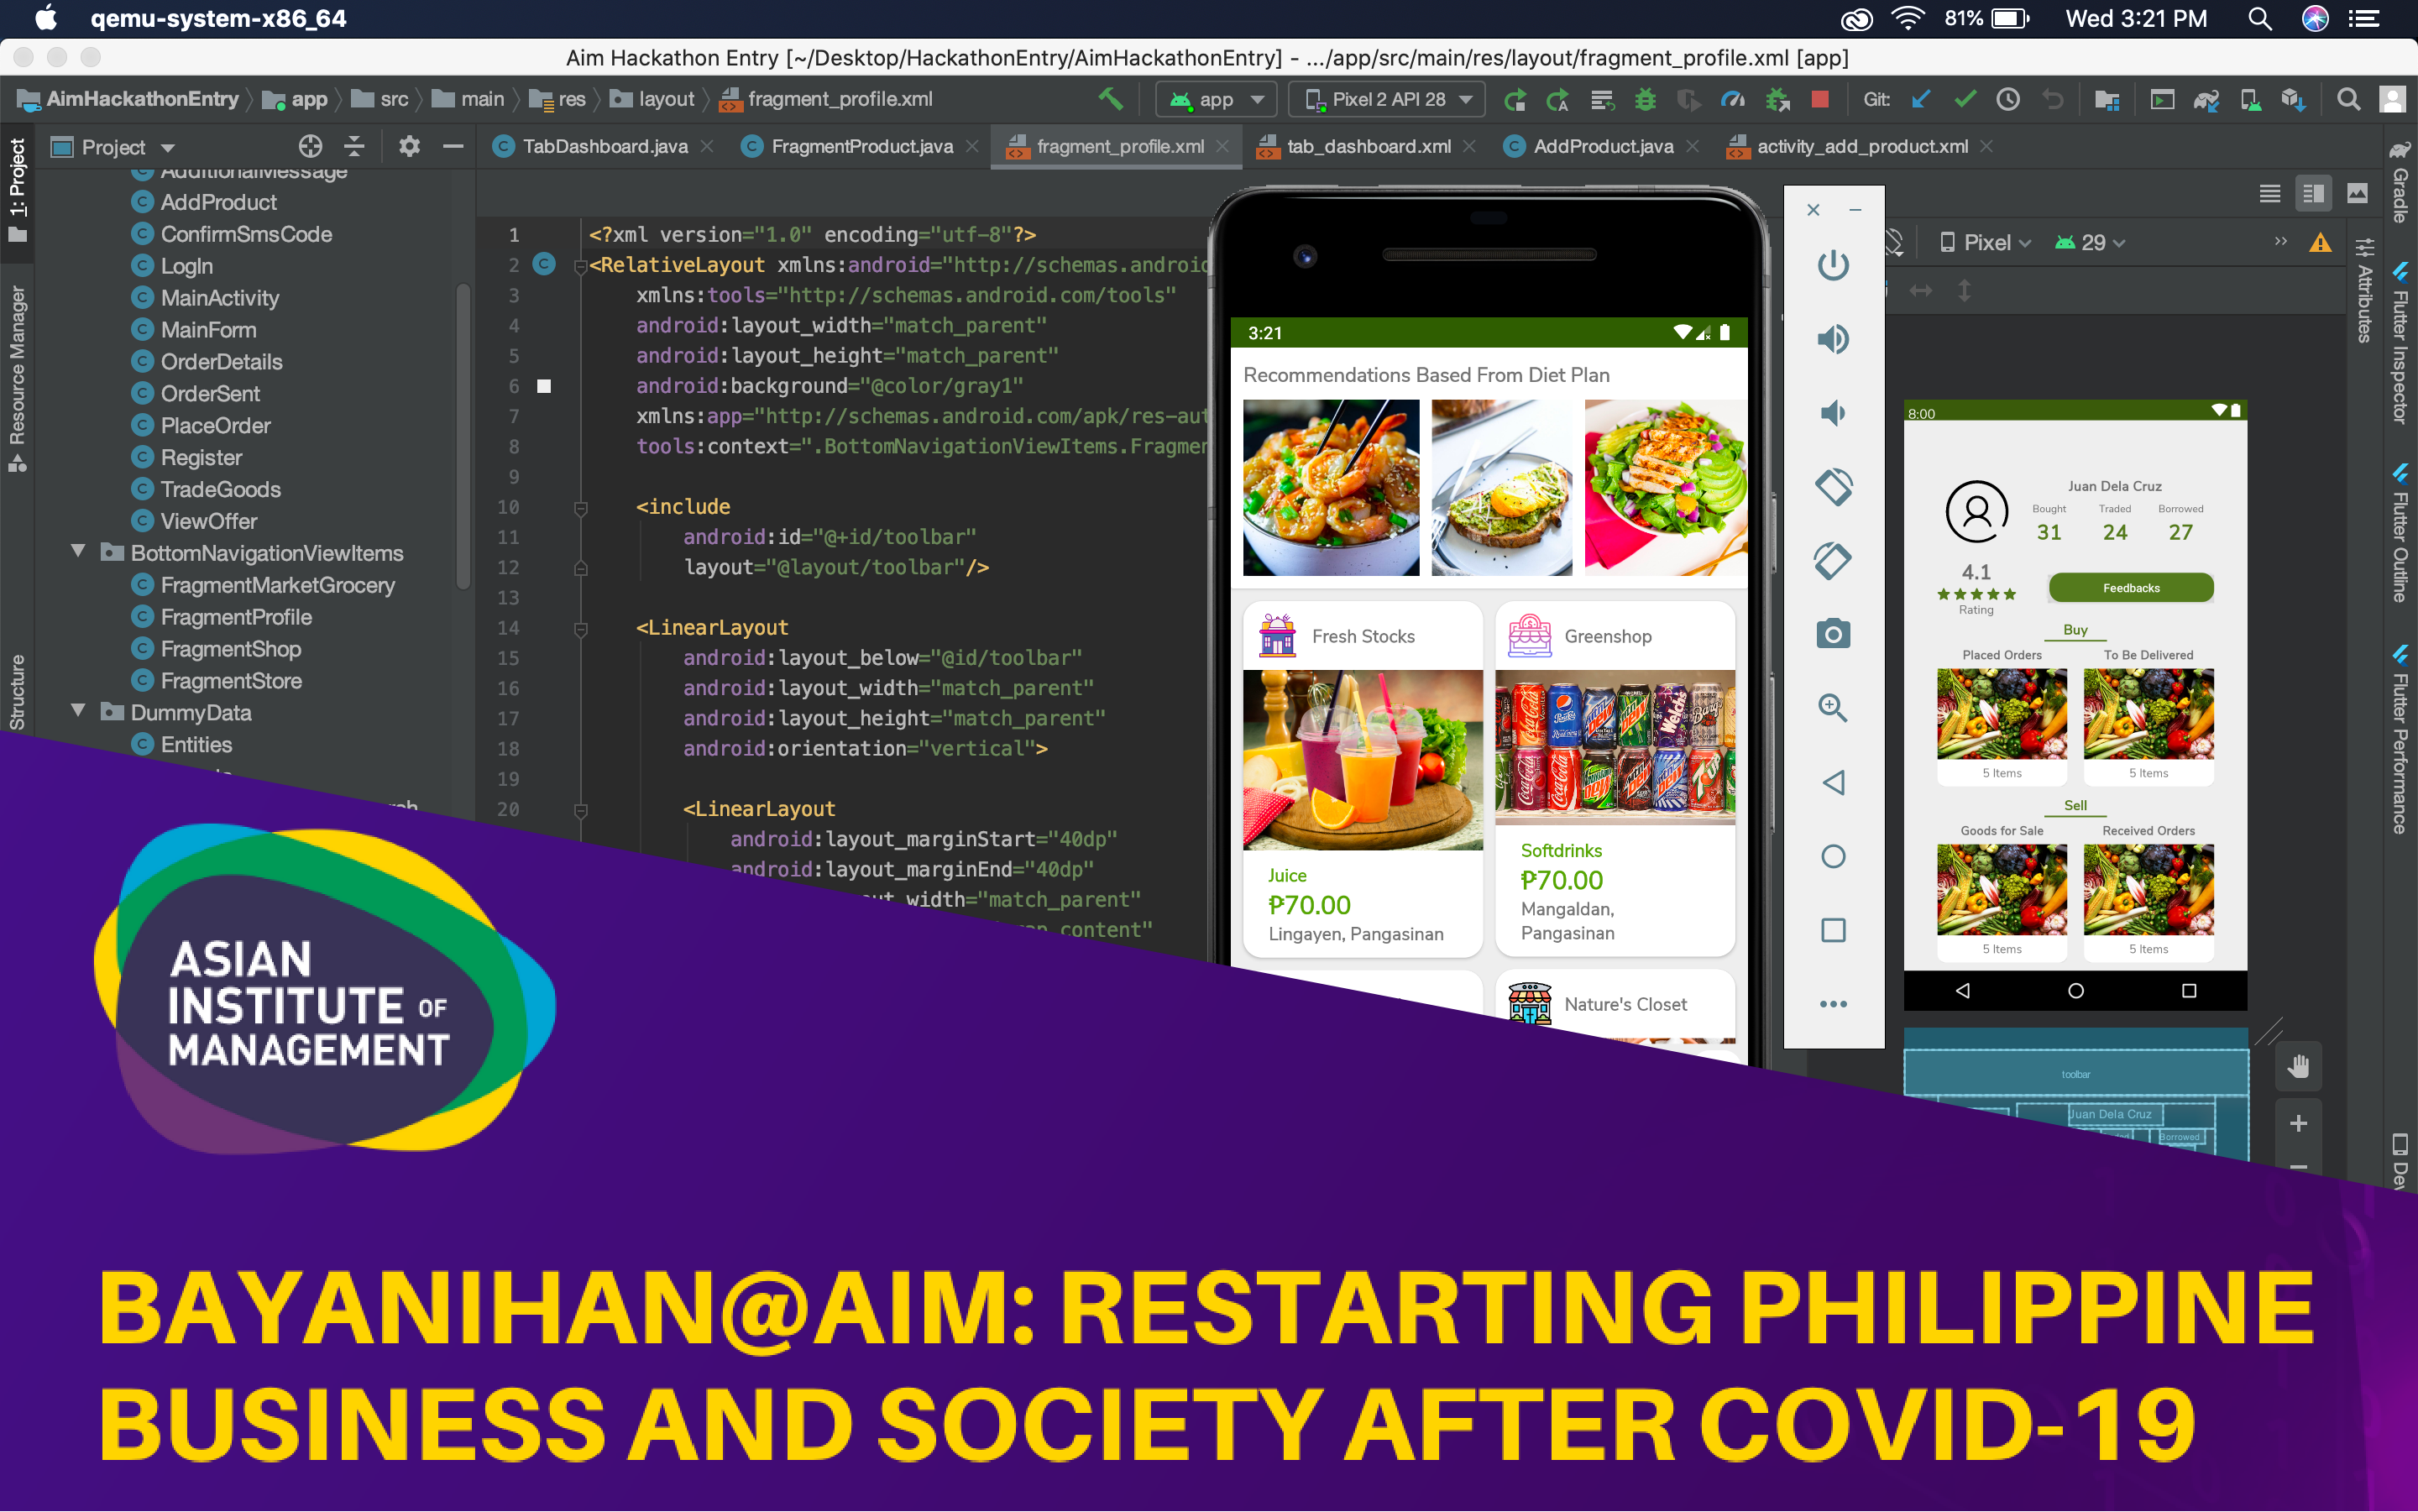 qemu-system-x86_64
81%
Wed 3:21 PM
Aim Hackathon Entry [~/Desktop/HackathonEntry/AimHackathonEntry] - .../app/src/main/res/layout/fragment_profile.xml [app]
AimHackathonEntry app src main res layout fragment_profile.xml
app
Pixel 2 API 28
Git:
1: Project
Resource Manager
Structure
Project
TabDashboard.java
FragmentProduct.java
fragment_profile.xml
tab_dashboard.xml
AddProduct.java
activity_add_product.xml
AdditionalMessage
AddProduct
ConfirmSmsCode
LogIn
MainActivity
MainForm
OrderDetails
OrderSent
PlaceOrder
Register
TradeGoods
ViewOffer
BottomNavigationViewItems
FragmentMarketGrocery
FragmentProfile
FragmentShop
FragmentStore
DummyData
Entities
1 <?xml version="1.0" encoding="utf-8"?>
2 <RelativeLayout xmlns:android="http://schemas.androic
3 xmlns:tools="http://schemas.android.com/tools"
4 android:layout_width="match_parent"
5 android:layout_height="match_parent"
6 android:background="@color/gray1"
7 xmlns:app="http://schemas.android.com/apk/res-aut
8 tools:context=".BottomNavigationViewItems.Fragmen
9
10 <include
11 android:id="@+id/toolbar"
12 layout="@layout/toolbar"/>
13
14 <LinearLayout
15 android:layout_below="@id/toolbar"
16 android:layout_width="match_parent"
17 android:layout_height="match_parent"
18 android:orientation="vertical">
19
20 <LinearLayout
android:layout_marginStart="40dp"
android:layout_marginEnd="40dp"
width="match_parent"
content"
3:21
Recommendations Based From Diet Plan
Fresh Stocks
Juice
₱70.00
Lingayen, Pangasinan
Greenshop
Softdrinks
₱70.00
Mangaldan,
Pangasinan
Nature's Closet
Pixel
29
8:00
Juan Dela Cruz
Bought Traded Borrowed
31 24 27
4.1
Rating
Feedbacks
Buy
Placed Orders
To Be Delivered
5 Items
5 Items
Sell
Goods for Sale
Received Orders
5 Items
5 Items
toolbar
Juan Dela Cruz
Borrowed
Gradle
Attributes
Flutter Inspector
Flutter Outline
Flutter Performance
ASIAN
INSTITUTE OF
MANAGEMENT
BAYANIHAN@AIM: RESTARTING PHILIPPINE
BUSINESS AND SOCIETY AFTER COVID-19